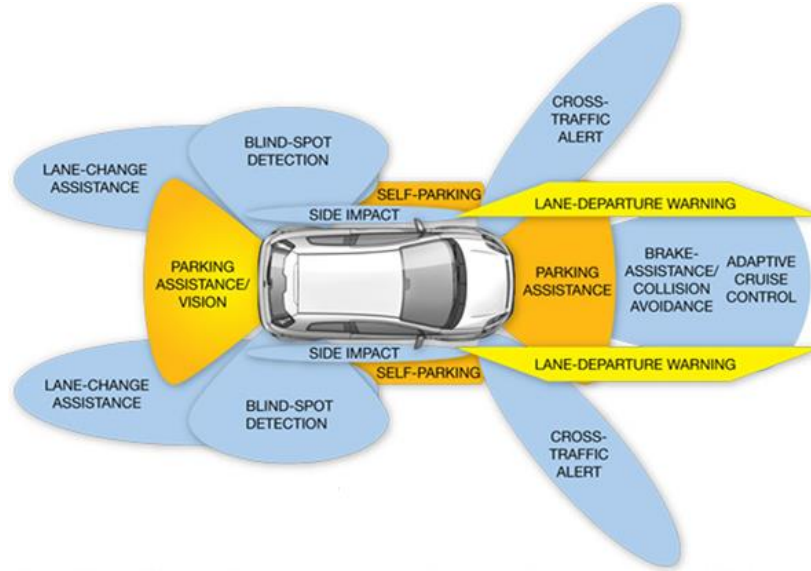 CROSS-
TRAFFIC
ALERT
BLIND-SPOT
DETECTION
LANE-CHANGE
ASSISTANCE
SELF-PARKING
LANE-DEPARTURE WARNING
SIDE IMPACT
PARKING
ASSISTANCE/
VISION
PARKING
ASSISTANCE
BRAKE-
ASSISTANCE/
COLLISION
AVOIDANCE
ADAPTIVE
CRUISE
CONTROL
SIDE IMPACT
LANE-DEPARTURE WARNING
SELF-PARKING
LANE-CHANGE
ASSISTANCE
BLIND-SPOT
DETECTION
CROSS-
TRAFFIC
ALERT